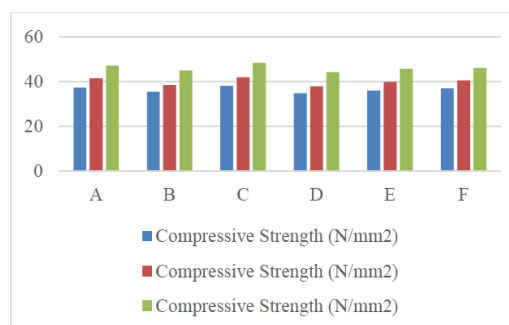 60
40
20
0
A B C D E F
Compressive Strength (N/mm2)
Compressive Strength (N/mm2)
Compressive Strength (N/mm2)